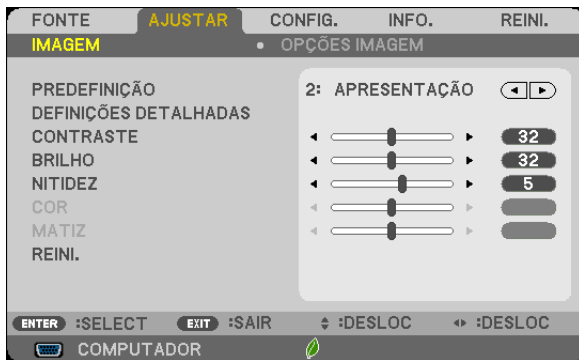 FONTE AJUSTAR CONFIG. INFO. REINI.
IMAGEM • OPÇÕES IMAGEM
PREDEFINIÇÃO 2: APRESENTAÇÃO
DEFINIÇÕES DETALHADAS
CONTRASTE 32
BRILHO 32
NITIDEZ 5
COR
MATIZ
REINI.
ENTER :SELECT EXIT :SAIR :DESLOC :DESLOC
COMPUTADOR